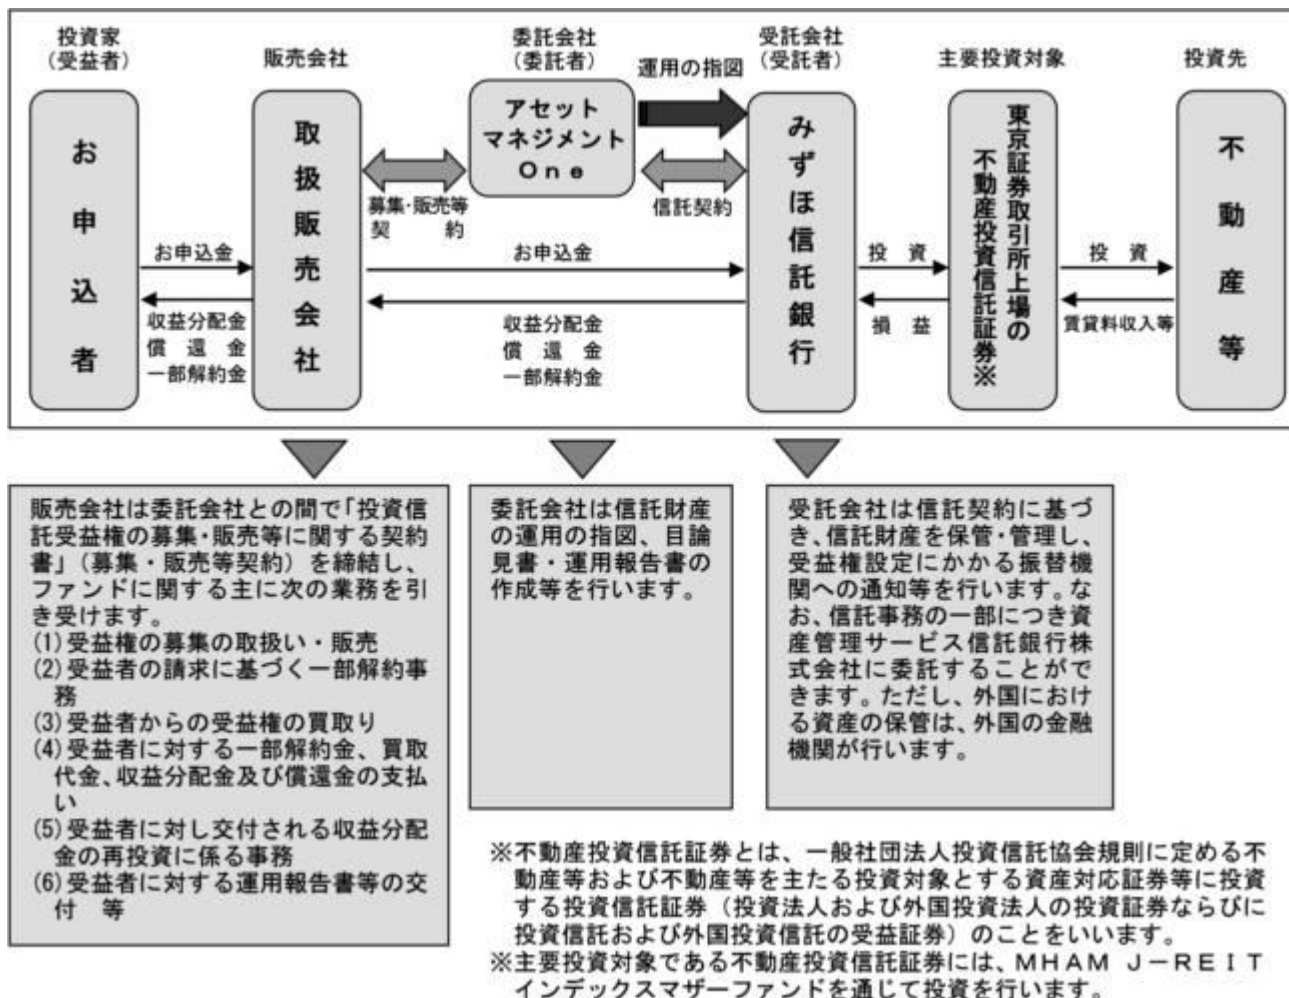 投資家
（受益者）
販売会社
委託会社
（委託者）
運用の指図
受託会社
（受託者）
主要投資対象
投資先
お申込者
取扱販売会社
アセット
マネジメント
Ｏｎｅ
みずほ信託銀行
東京証券取引所上場の
不動産投資信託証券※
不動産等
募集・販売等
契　約
信託契約
お申込金
収益分配金
償 還 金
一部解約金
お申込金
収益分配金
償 還 金
一部解約金
投 資
損 益
投 資
賃貸料収入等
販売会社は委託会社との間で「投資信
託受益権の募集・販売等に関する契約
書」（募集・販売等契約）を締結し、
ファンドに関する主に次の業務を引
き受けます。
(1)受益権の募集の取扱い・販売
(2)受益者の請求に基づく一部解約事
務
(3)受益者からの受益権の買取り
(4)受益者に対する一部解約金、買取
代金、収益分配金及び償還金の支払
い
(5)受益者に対し交付される収益分配
金の再投資に係る事務
(6)受益者に対する運用報告書等の交
付　等
委託会社は信託財産
の運用の指図、目論
見書・運用報告書の
作成等を行います。
受託会社は信託契約に基づ
き、信託財産を保管・管理し、
受益権設定にかかる振替機
関への通知等を行います。な
お、信託事務の一部につき資
産管理サービス信託銀行株
式会社に委託することがで
きます。ただし、外国におけ
る資産の保管は、外国の金融
機関が行います。
※不動産投資信託証券とは、一般社団法人投資信託協会規則に定める不
動産等および不動産等を主たる投資対象とする資産対応証券等に投資
する投資信託証券（投資法人および外国投資法人の投資証券ならびに
投資信託および外国投資信託の受益証券）のことをいいます。
※主要投資対象である不動産投資信託証券には、ＭＨＡＭ　Ｊ－ＲＥＩＴ
インデックスマザーファンドを通じて投資を行います。